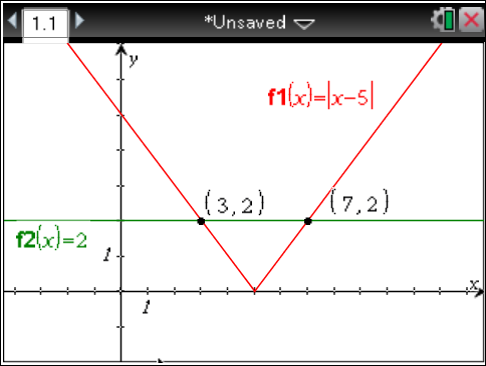 1.1
*Unsaved
y
f1(x)=|x-5|
(3,2)
(7,2)
f2(x)=2
1
x
1